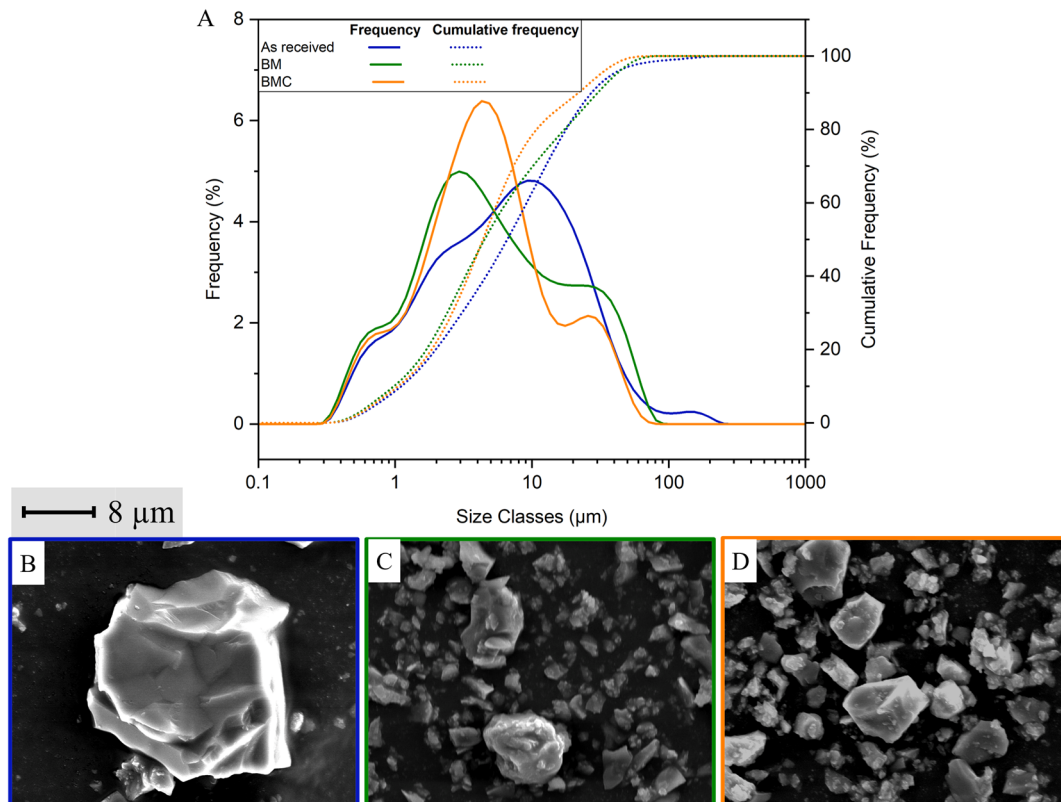 A
Frequency Cumulative frequency
As received
BM
BMC
8
6
4
2
0
Frequency (%)
100
80
60
40
20
0
Cumulative Frequency (%)
0.1 1 10 100 1000
Size Classes (µm)
8 µm
B
C
D